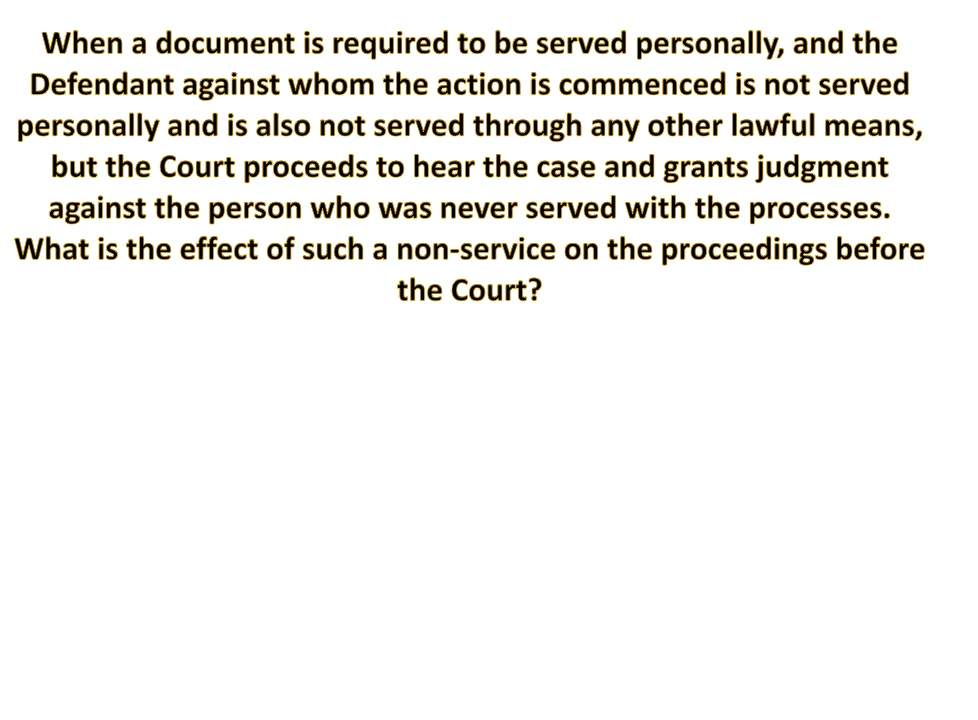 When a document is required to be served personally, and the
Defendant against whom the action is commenced is not served
personally and is also not served through any other lawful means,
but the Court proceeds to hear the case and grants judgment
against the person who was never served with the processes.
What is the effect of such a non-service on the proceedings before
the Court?